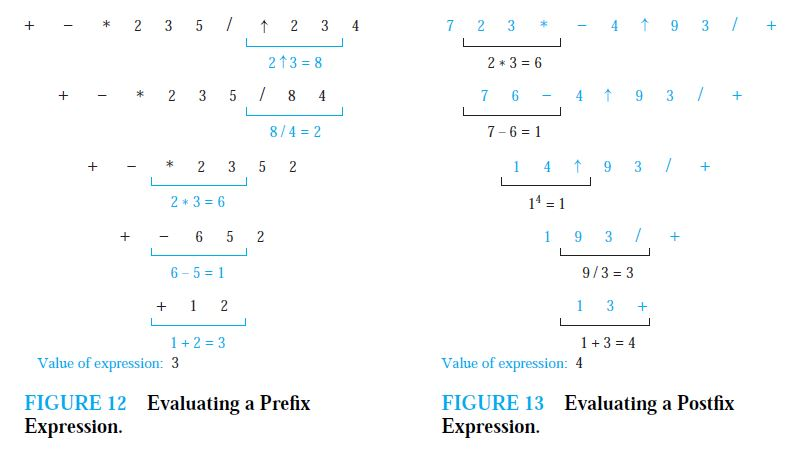 + − * 2 3 5 / ↑ 2 3 4
2 ↑ 3 = 8
+ − * 2 3 5 / 8 4
8 / 4 = 2
+ − * 2 3 5 2
2 * 3 = 6
+ − 6 5 2
6 − 5 = 1
+ 1 2
1 + 2 = 3
Value of expression: 3
FIGURE 12 Evaluating a Prefix
Expression.
7 2 3 * − 4 ↑ 9 3 / +
2 * 3 = 6
7 6 − 4 ↑ 9 3 / +
7 − 6 = 1
1 4 ↑ 9 3 / +
1⁴ = 1
1 9 3 / +
9 / 3 = 3
1 3 +
1 + 3 = 4
Value of expression: 4
FIGURE 13 Evaluating a Postfix
Expression.